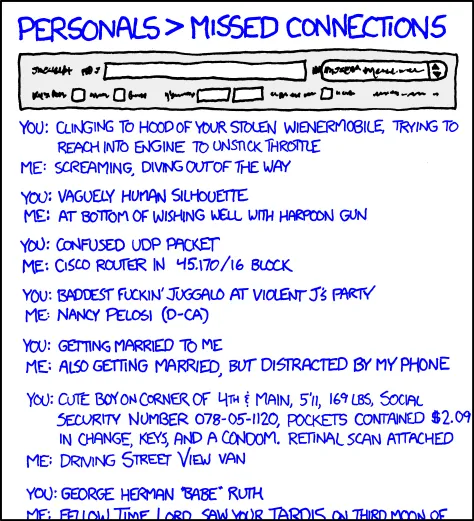 PERSONALS > MISSED CONNECTIONS
YOU: CLINGING TO HOOD OF YOUR STOLEN WIENERMOBILE, TRYING TO
REACH INTO ENGINE TO UNSTICK THROTTLE
ME: SCREAMING, DIVING OUT OF THE WAY
YOU: VAGUELY HUMAN SILHOUETTE
ME: AT BOTTOM OF WISHING WELL WITH HARPOON GUN
YOU: CONFUSED UDP PACKET
ME: CISCO ROUTER IN 45.170/16 BLOCK
YOU: BADDEST FUCKIN' JUGGALO AT VIOLENT J'S PARTY
ME: NANCY PELOSI (D-CA)
YOU: GETTING MARRIED TO ME
ME: ALSO GETTING MARRIED, BUT DISTRACTED BY MY PHONE
YOU: CUTE BOY ON CORNER OF 4TH & MAIN, 5'11, 169 LBS, SOCIAL
SECURITY NUMBER 078-05-1120, POCKETS CONTAINED $2.09
IN CHANGE, KEYS, AND A CONDOM. RETINAL SCAN ATTACHED
ME: DRIVING STREET VIEW VAN
YOU: GEORGE HERMAN "BABE" RUTH
ME: FELLOW TIME LORD. SAW YOUR TARDIS ON THIRD MOON OF